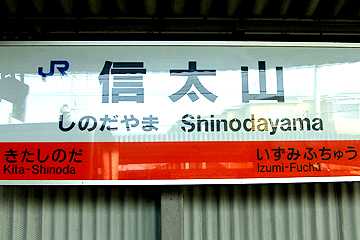 JR 信太山
しのだやま Shinodayama
きたしのだ いずみふちゅう
Kita-Shinoda Izumi-Fuchū